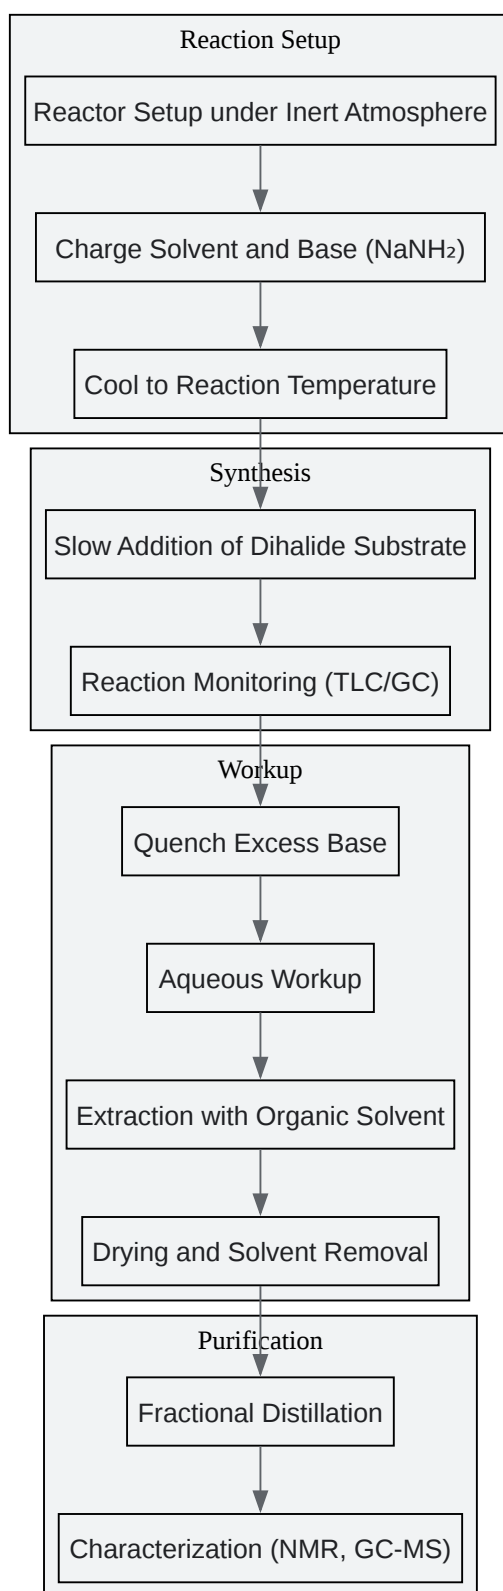 Reaction Setup
Reactor Setup under Inert Atmosphere
Charge Solvent and Base (NaNH₂)
Cool to Reaction Temperature
Synthesis
Slow Addition of Dihalide Substrate
Reaction Monitoring (TLC/GC)
Workup
Quench Excess Base
Aqueous Workup
Extraction with Organic Solvent
Drying and Solvent Removal
Purification
Fractional Distillation
Characterization (NMR, GC-MS)